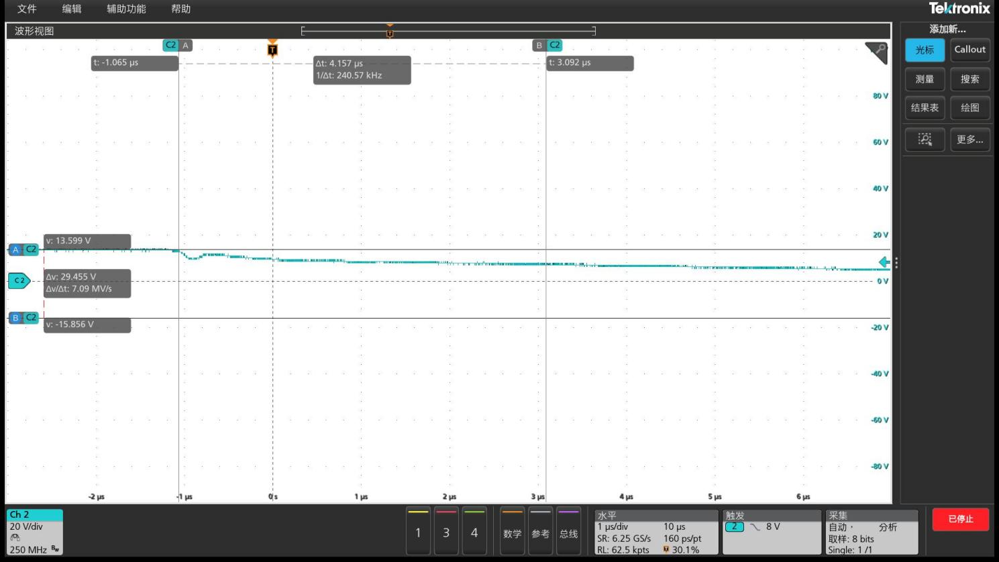 文件
编辑
辅助功能
帮助
Tektronix
波形视图
添加新...
C2 A
T
B C2
t: -1.065 μs
Δt: 4.157 μs
1/Δt: 240.57 kHz
t: 3.092 μs
光标
Callout
测量
搜索
结果表
绘图
更多...
80 V
60 V
40 V
20 V
0 V
-20 V
-40 V
-60 V
-80 V
v: 13.599 V
A C2
Δv: 29.455 V
Δv/Δt: 7.09 MV/s
C 2
B C2
v: -15.856 V
-2 μs
-1 μs
0 s
1 μs
2 μs
3 μs
4 μs
5 μs
6 μs
Ch 2
20 V/div
250 MHz Bw
1
3
4
数学
参考
总线
水平
1 μs/div 10 μs
SR: 6.25 GS/s 160 ps/pt
RL: 62.5 kpts T 30.1%
触发
2 8 V
采集
自动, 分析
取样: 8 bits
Single: 1 /1
已停止